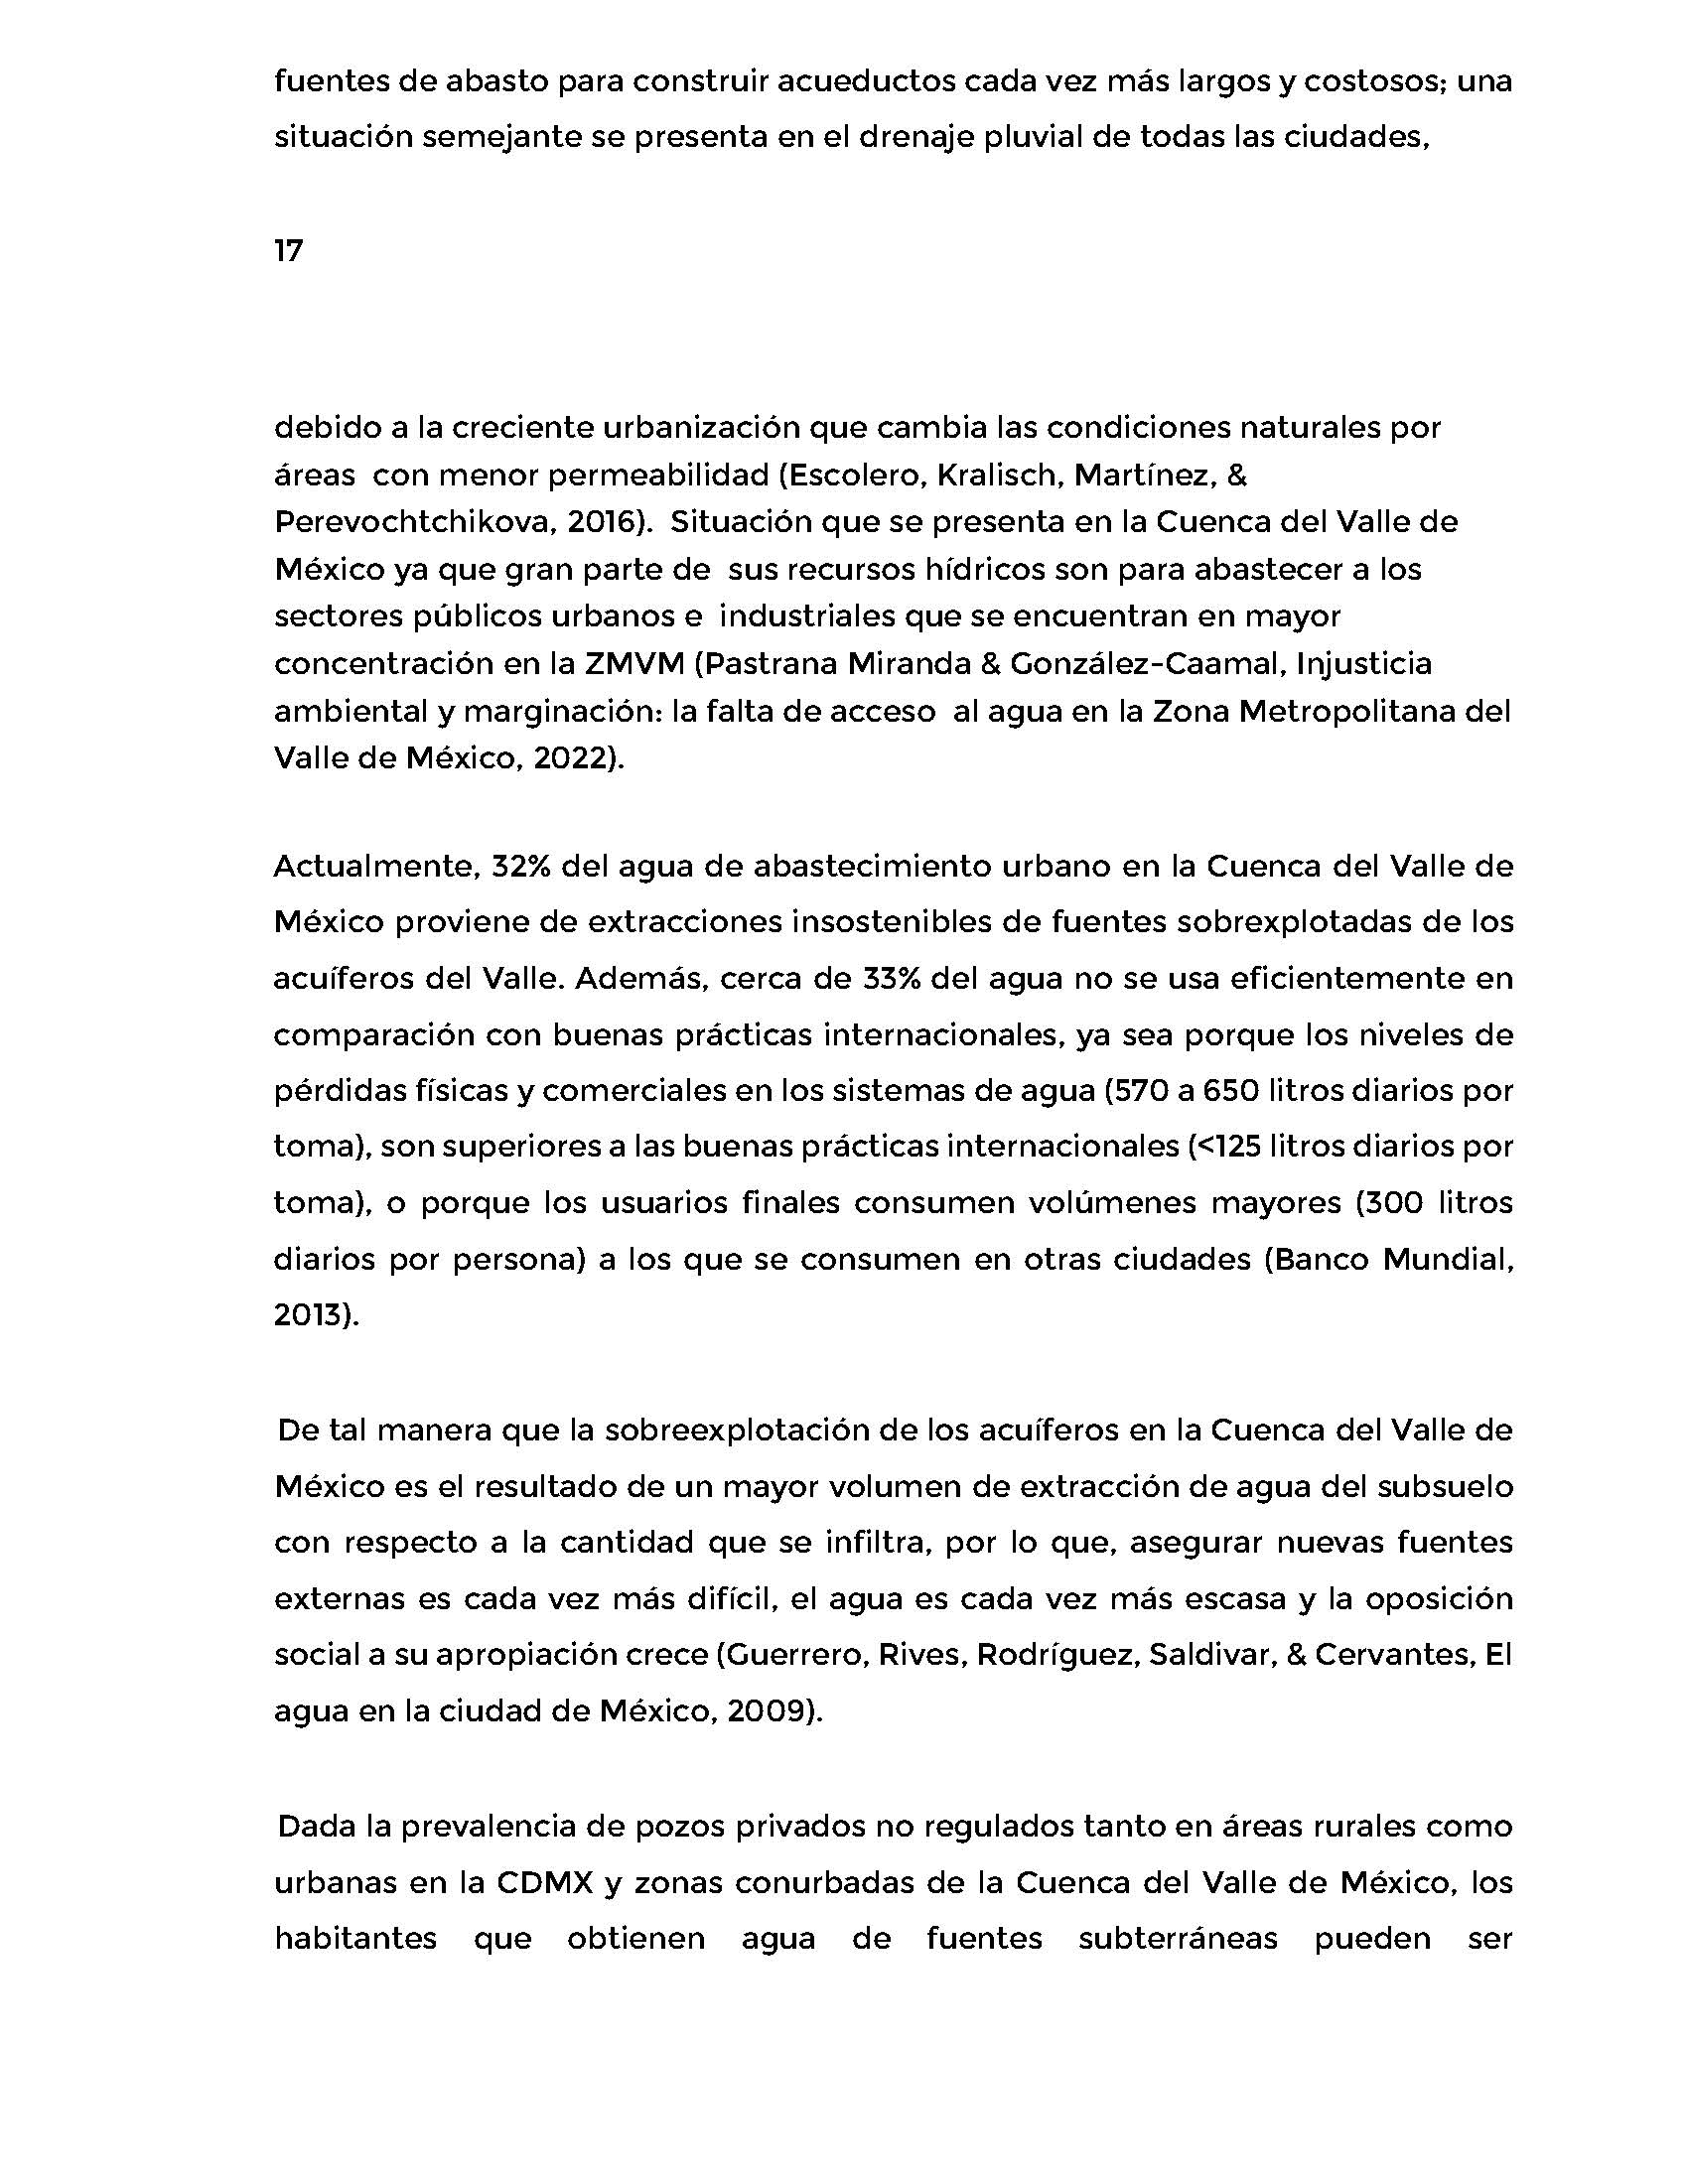 fuentes de abasto para construir acueductos cada vez más largos y costosos; una
situación semejante se presenta en el drenaje pluvial de todas las ciudades,
17
debido a la creciente urbanización que cambia las condiciones naturales por
áreas con menor permeabilidad (Escolero, Kralisch, Martínez, &
Perevochtchikova, 2016). Situación que se presenta en la Cuenca del Valle de
México ya que gran parte de sus recursos hídricos son para abastecer a los
sectores públicos urbanos e industriales que se encuentran en mayor
concentración en la ZMVM (Pastrana Miranda & González-Caamal, Injusticia
ambiental y marginación: la falta de acceso al agua en la Zona Metropolitana del
Valle de México, 2022).
Actualmente, 32% del agua de abastecimiento urbano en la Cuenca del Valle de
México proviene de extracciones insostenibles de fuentes sobrexplotadas de los
acuíferos del Valle. Además, cerca de 33% del agua no se usa eficientemente en
comparación con buenas prácticas internacionales, ya sea porque los niveles de
pérdidas físicas y comerciales en los sistemas de agua (570 a 650 litros diarios por
toma), son superiores a las buenas prácticas internacionales (<125 litros diarios por
toma), o porque los usuarios finales consumen volúmenes mayores (300 litros
diarios por persona) a los que se consumen en otras ciudades (Banco Mundial,
2013).
De tal manera que la sobreexplotación de los acuíferos en la Cuenca del Valle de
México es el resultado de un mayor volumen de extracción de agua del subsuelo
con respecto a la cantidad que se infiltra, por lo que, asegurar nuevas fuentes
externas es cada vez más difícil, el agua es cada vez más escasa y la oposición
social a su apropiación crece (Guerrero, Rives, Rodríguez, Saldivar, & Cervantes, El
agua en la ciudad de México, 2009).
Dada la prevalencia de pozos privados no regulados tanto en áreas rurales como
urbanas en la CDMX y zonas conurbadas de la Cuenca del Valle de México, los
habitantes que obtienen agua de fuentes subterráneas pueden ser